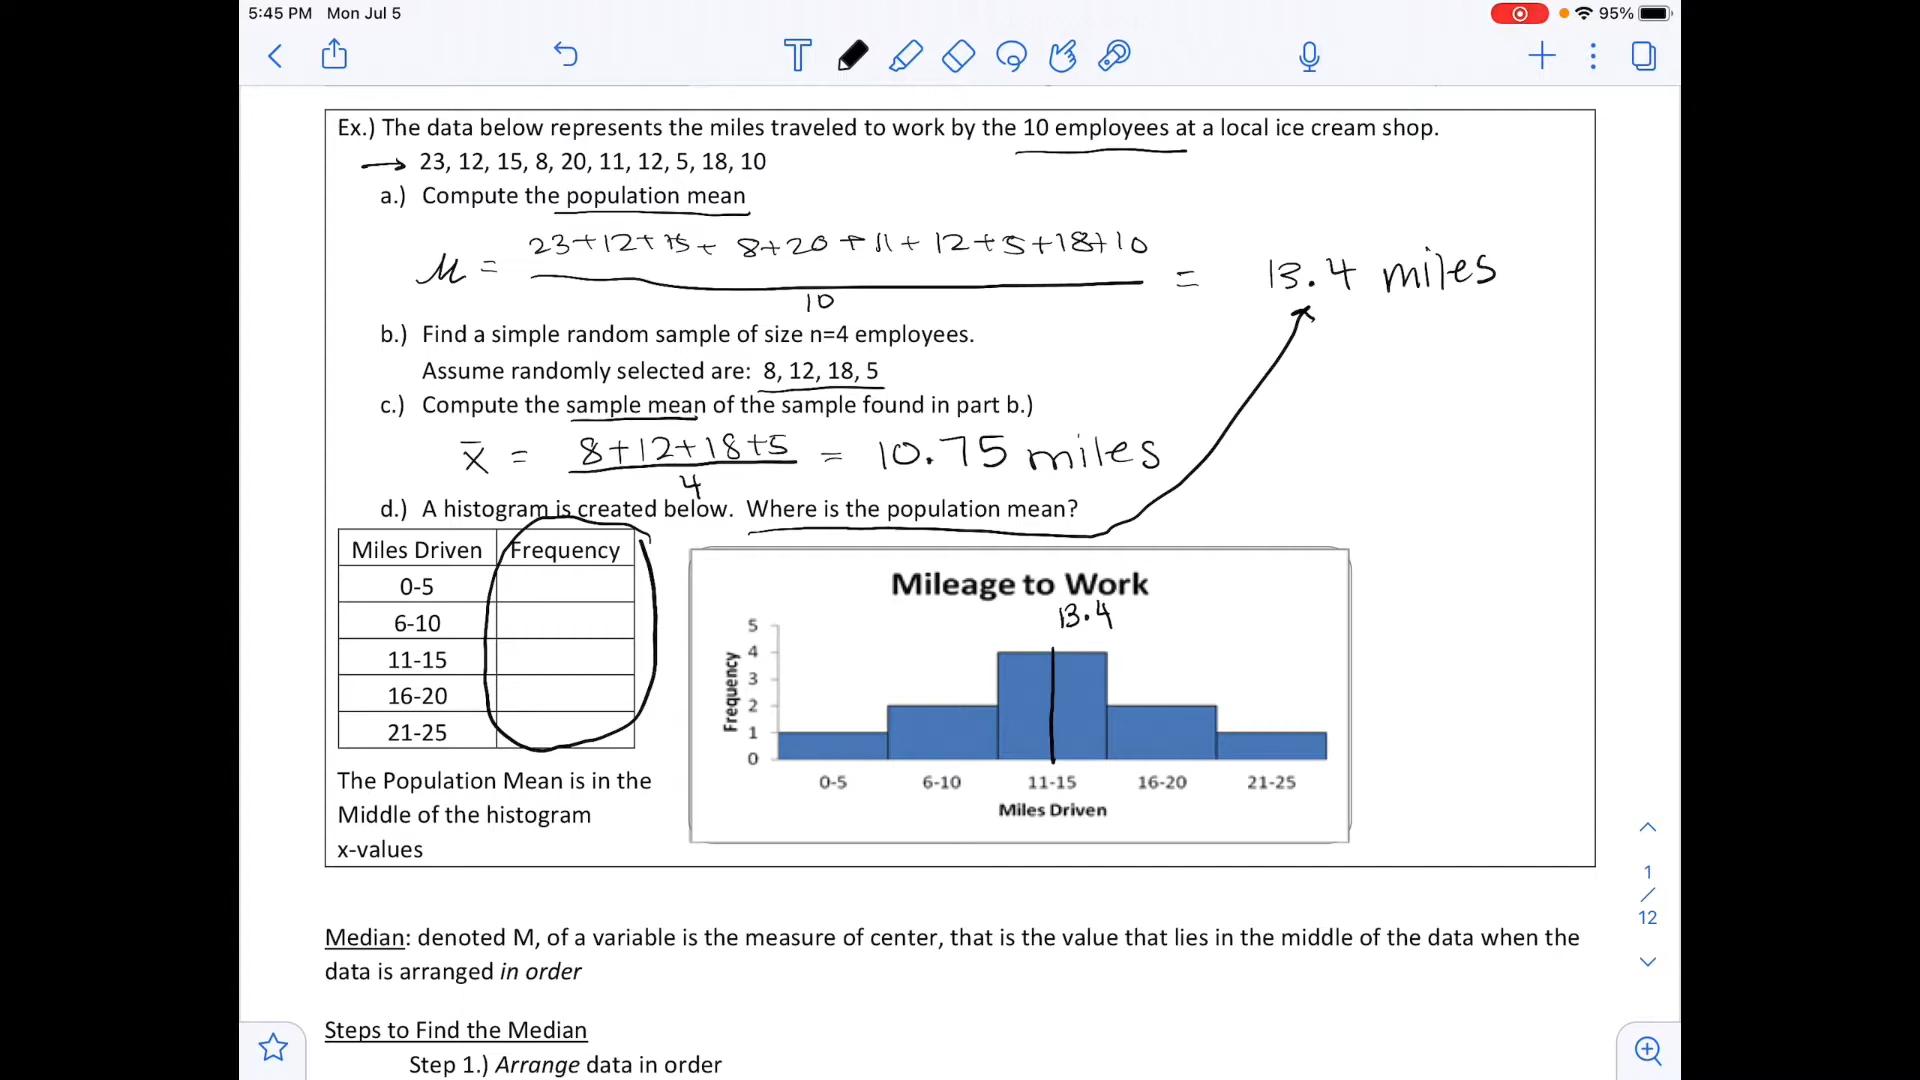 5:45 PM Mon Jul 5
95%
T
Ex.) The data below represents the miles traveled to work by the 10 employees at a local ice cream shop.
→ 23, 12, 15, 8, 20, 11, 12, 5, 18, 10
a.) Compute the population mean
23+12+15+ 8+20+11+12+5+18+10
μ =
= 13.4 miles
10
b.) Find a simple random sample of size n=4 employees.
Assume randomly selected are: 8, 12, 18, 5
c.) Compute the sample mean of the sample found in part b.)
x̄ = 8+12+18+5 = 10.75 miles
4
d.) A histogram is created below. Where is the population mean?
Miles Driven Frequency
0-5
6-10
11-15
16-20
21-25
The Population Mean is in the
Middle of the histogram
x-values
Mileage to Work
13.4
Frequency
5
4
3
2
1
0
0-5 6-10 11-15 16-20 21-25
Miles Driven
1
/
12
Median: denoted M, of a variable is the measure of center, that is the value that lies in the middle of the data when the
data is arranged in order
Steps to Find the Median
Step 1.) Arrange data in order